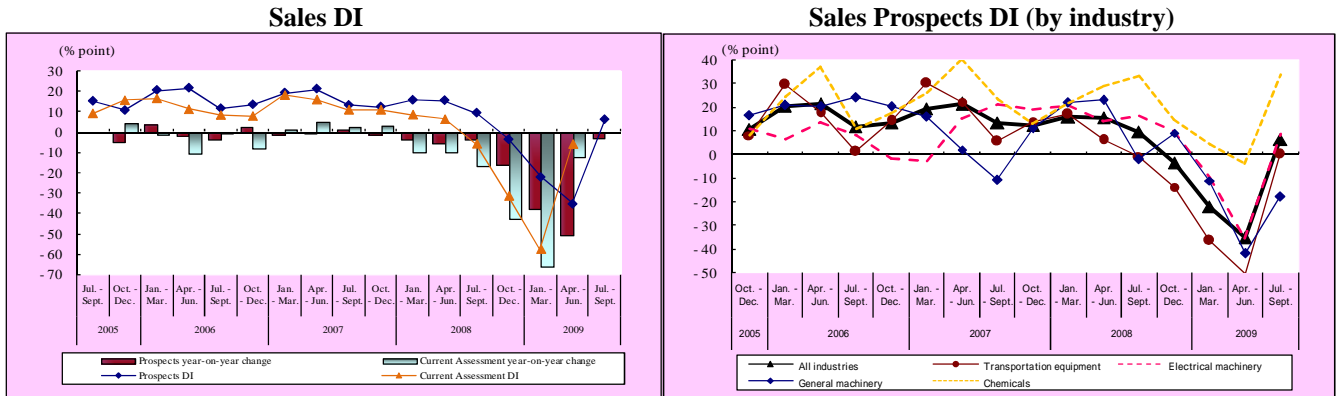 Sales DI
(% point)
30
20
10
0
- 10
- 20
- 30
- 40
- 50
- 60
- 70
Jul. - Sept. Oct. - Dec. Jan. - Mar. Apr. - Jun. Jul. - Sept. Oct. - Dec. Jan. - Mar. Apr. - Jun. Jul. - Sept. Oct. - Dec. Jan. - Mar. Apr. - Jun. Jul. - Sept. Oct. - Dec. Jan. - Mar. Apr. - Jun. Jul. - Sept.
2005 2006 2007 2008 2009
Prospects year-on-year change Current Assessment year-on-year change
Prospects DI Current Assessment DI
Sales Prospects DI (by industry)
(% point)
40
30
20
10
0
- 10
- 20
- 30
- 40
- 50
Oct. - Dec. Jan. - Mar. Apr. - Jun. Jul. - Sept. Oct. - Dec. Jan. - Mar. Apr. - Jun. Jul. - Sept. Oct. - Dec. Jan. - Mar. Apr. - Jun. Jul. - Sept. Oct. - Dec. Jan. - Mar. Apr. - Jun. Jul. - Sept.
2005 2006 2007 2008 2009
All industries Transportation equipment Electrical machinery
General machinery Chemicals